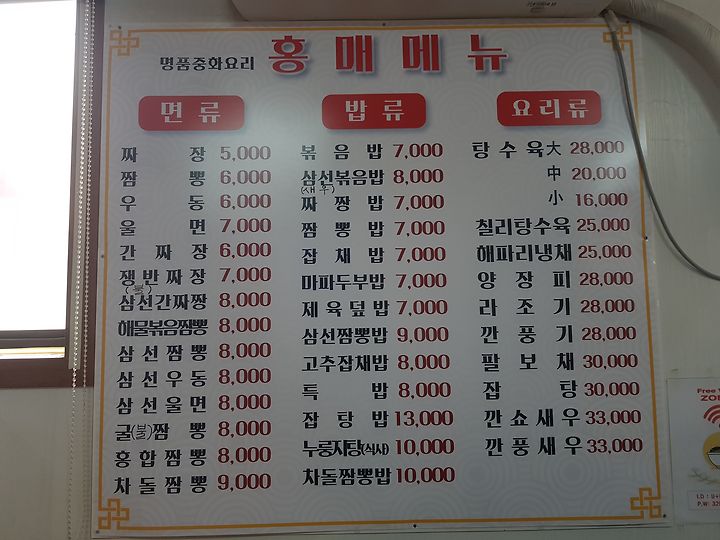 명품중화요리 홍매메뉴
면류
짜장 5,000
짬뽕 6,000
우동 6,000
울면 7,000
간짜장 6,000
쟁반짜장 7,000
(불)
삼선간짜장 8,000
해물볶음짬뽕 8,000
삼선짬뽕 8,000
삼선우동 8,000
삼선울면 8,000
굴(불)짬뽕 8,000
홍합짬뽕 8,000
차돌짬뽕 9,000
밥류
볶음밥 7,000
삼선볶음밥 8,000
(새우)
짜짱밥 7,000
짬뽕밥 7,000
잡채밥 7,000
마파두부밥 7,000
제육덮밥 7,000
삼선짬뽕밥 9,000
고추잡채밥 8,000
특밥 8,000
잡탕밥 13,000
누룽지탕(식사) 10,000
차돌짬뽕밥 10,000
요리류
탕수육 大 28,000
中 20,000
小 16,000
칠리탕수육 25,000
해파리냉채 25,000
양장피 28,000
라조기 28,000
깐풍기 28,000
팔보채 30,000
잡탕 30,000
깐쇼새우 33,000
깐풍새우 33,000
Free
ZO
I.D : U+
P.W: 32